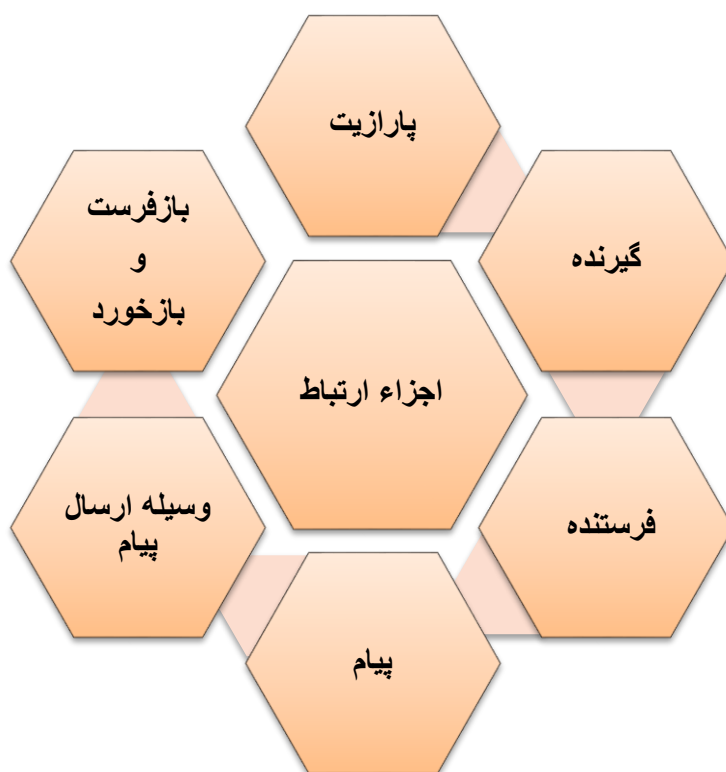 پارازیت
گیرنده
بازفرست
و
بازخورد
اجزاء ارتباط
فرستنده
وسیله ارسال
پیام
پیام